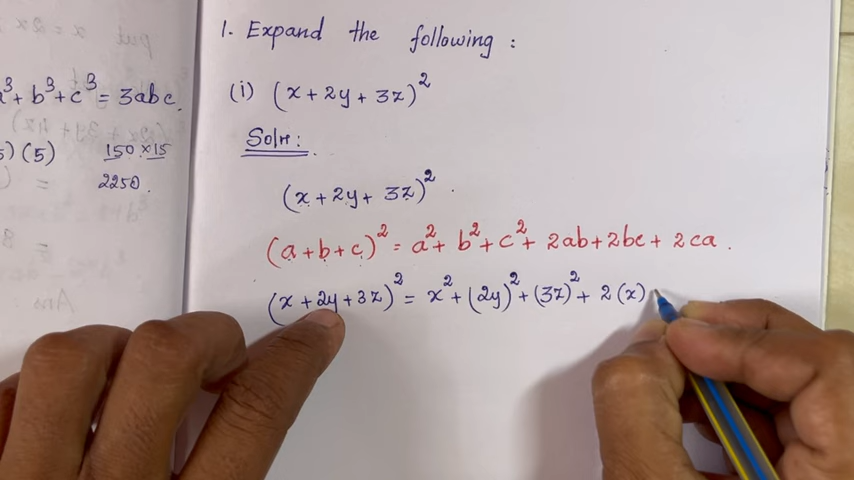 a³ + b³ + c³ = 3abc.
5) (5) 150 × 15
2250.
1. Expand the following :
(i) (x + 2y + 3z)²
Soln:
(x + 2y + 3z)².
(a + b + c)² = a² + b² + c² + 2ab + 2bc + 2ca.
(x + 2y + 3z)² = x² + (2y)² + (3z)² + 2(x)